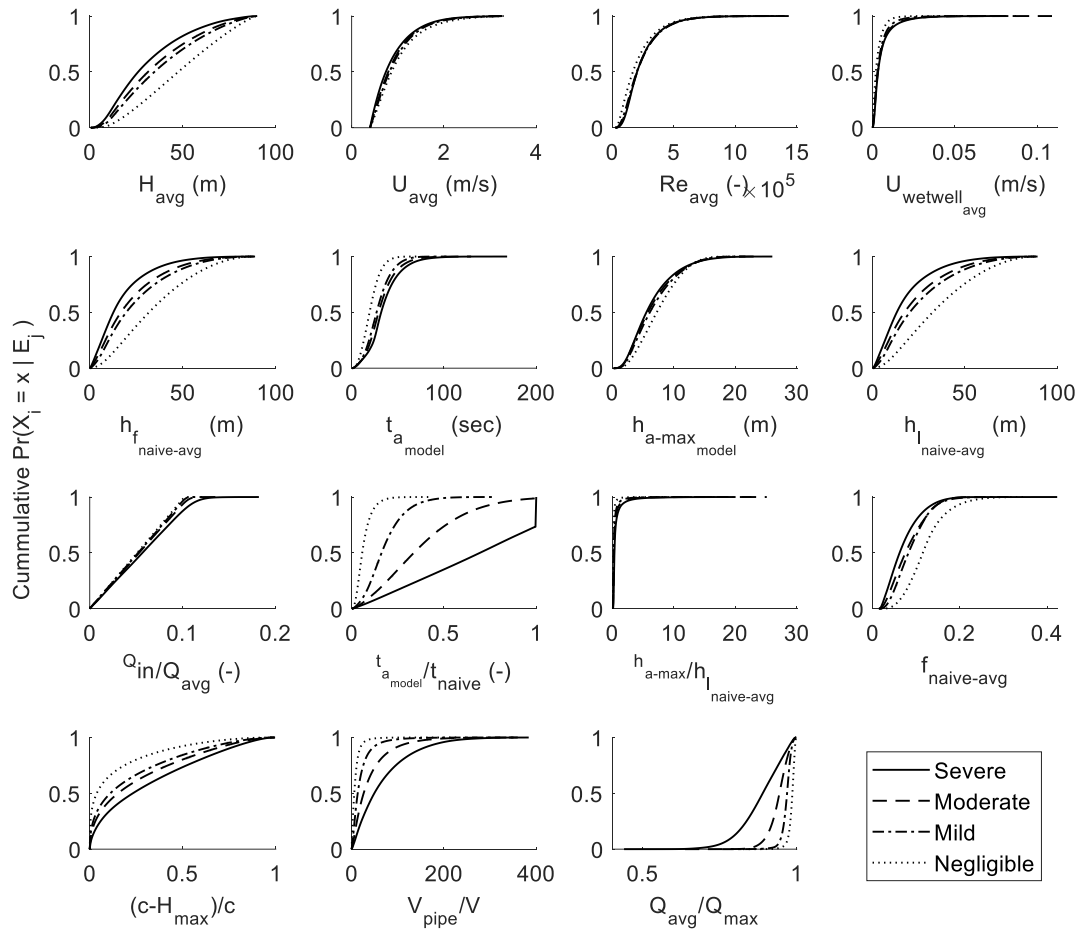 Cummulative Pr(X_i = x | E_j )
1
0.5
0
0 50 100
H_avg (m)
1
0.5
0
0 2 4
U_avg (m/s)
1
0.5
0
0 5 10 15
Re_avg (-) ×10^5
1
0.5
0
0 0.05 0.1
U_wetwell_avg (m/s)
1
0.5
0
0 50 100
h_f_naive-avg (m)
1
0.5
0
0 100 200
t_a_model (sec)
1
0.5
0
0 10 20 30
h_a-max_model (m)
1
0.5
0
0 50 100
h_l_naive-avg (m)
1
0.5
0
0 0.1 0.2
Q_in/Q_avg (-)
1
0.5
0
0 0.5 1
t_a_model/t_naive (-)
1
0.5
0
0 10 20 30
h_a-max/h_l_naive-avg
1
0.5
0
0 0.2 0.4
f_naive-avg
1
0.5
0
0 0.5 1
(c-H_max)/c
1
0.5
0
0 200 400
V_pipe/V
1
0.5
0
0.5 1
Q_avg/Q_max
Severe
Moderate
Mild
Negligible